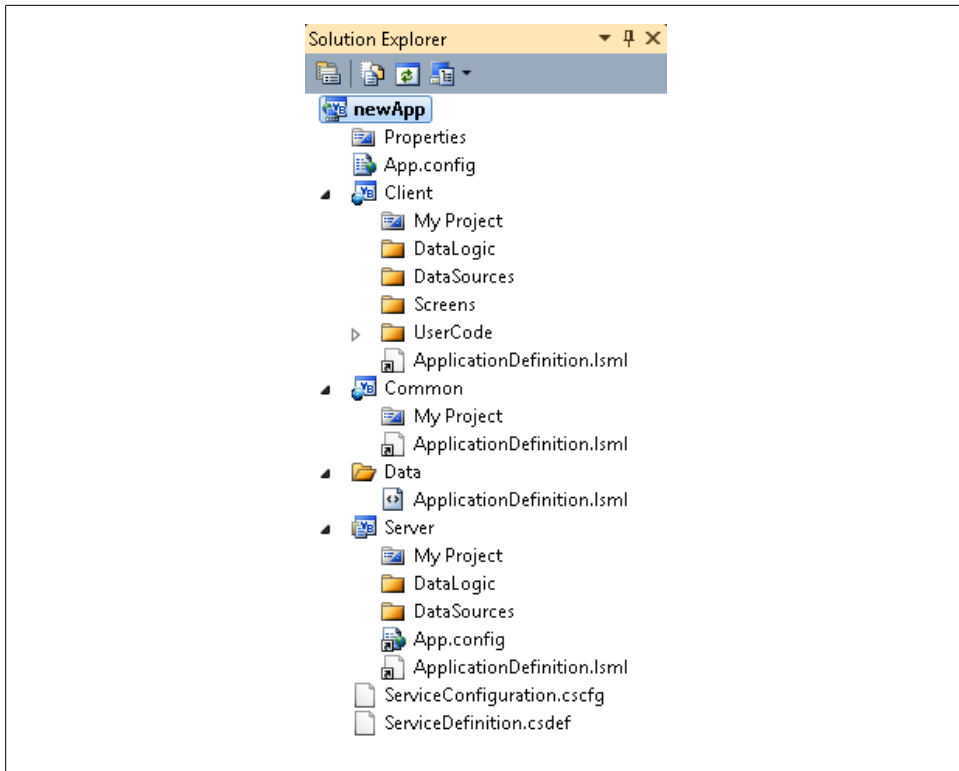 Solution Explorer
newApp
Properties
App.config
Client
My Project
DataLogic
DataSources
Screens
UserCode
ApplicationDefinition.lsml
Common
My Project
ApplicationDefinition.lsml
Data
ApplicationDefinition.lsml
Server
My Project
DataLogic
DataSources
App.config
ApplicationDefinition.lsml
ServiceConfiguration.cscfg
ServiceDefinition.csdef